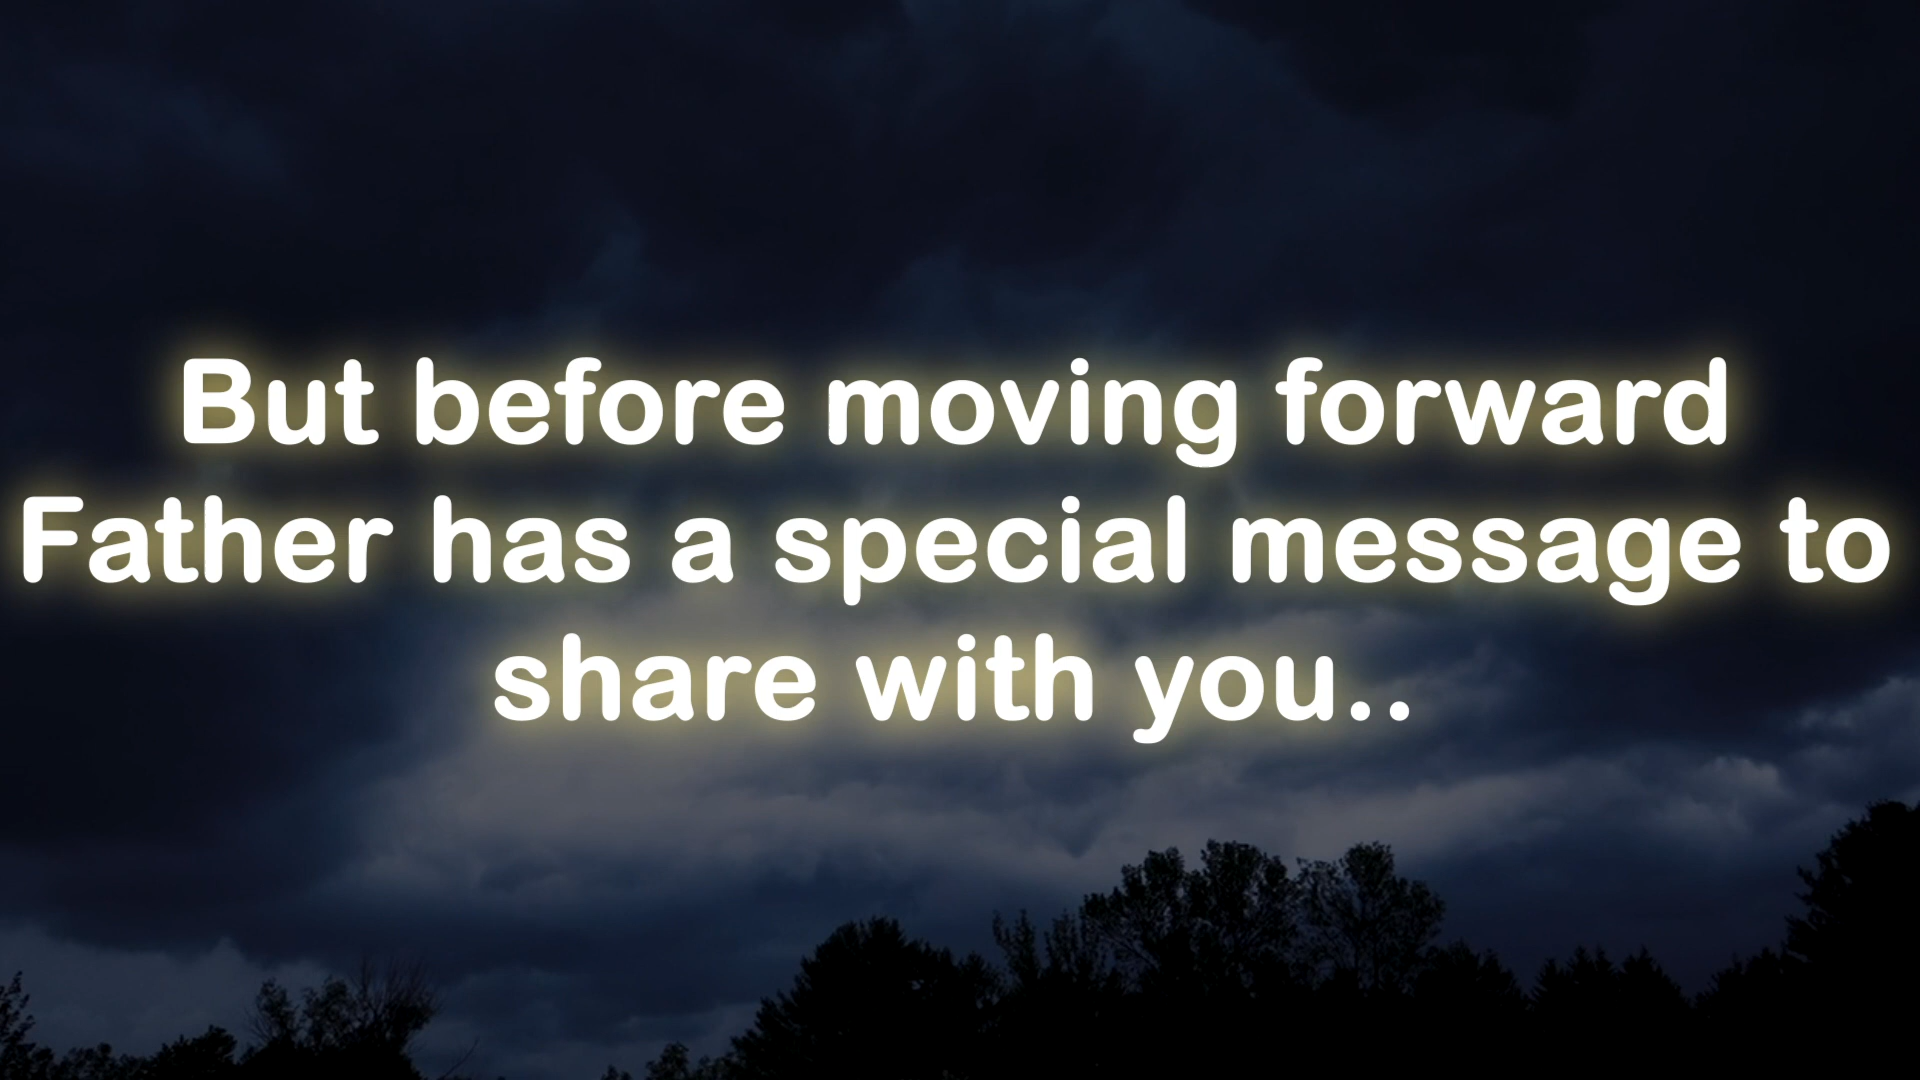 But before moving forward
Father has a special message to
share with you..